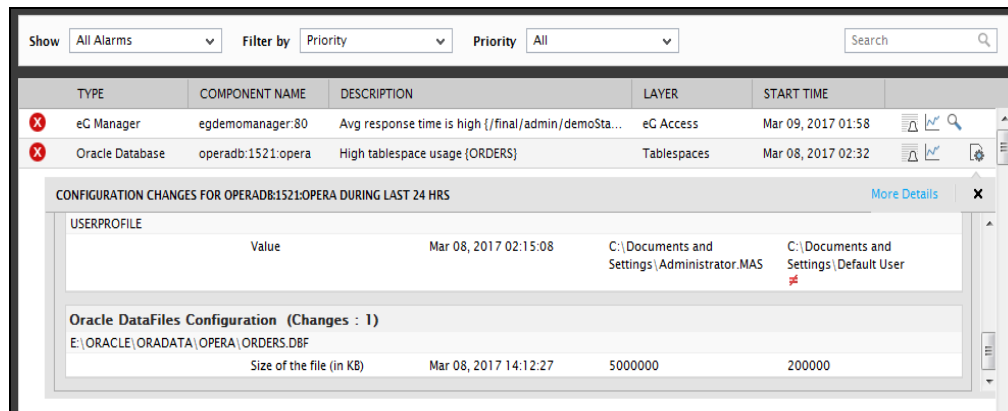 Show All Alarms Filter by Priority Priority All Search
TYPE COMPONENT NAME DESCRIPTION LAYER START TIME
eG Manager egdemomanager:80 Avg response time is high {/final/admin/demoSta... eG Access Mar 09, 2017 01:58
Oracle Database operadb:1521:opera High tablespace usage {ORDERS} Tablespaces Mar 08, 2017 02:32
CONFIGURATION CHANGES FOR OPERADB:1521:OPERA DURING LAST 24 HRS More Details
USERPROFILE
Value Mar 08, 2017 02:15:08 C:\Documents and C:\Documents and
Settings\Administrator.MAS Settings\Default User
≠
Oracle DataFiles Configuration (Changes : 1)
E:\ORACLE\ORADATA\OPERA\ORDERS.DBF
Size of the file (in KB) Mar 08, 2017 14:12:27 5000000 200000